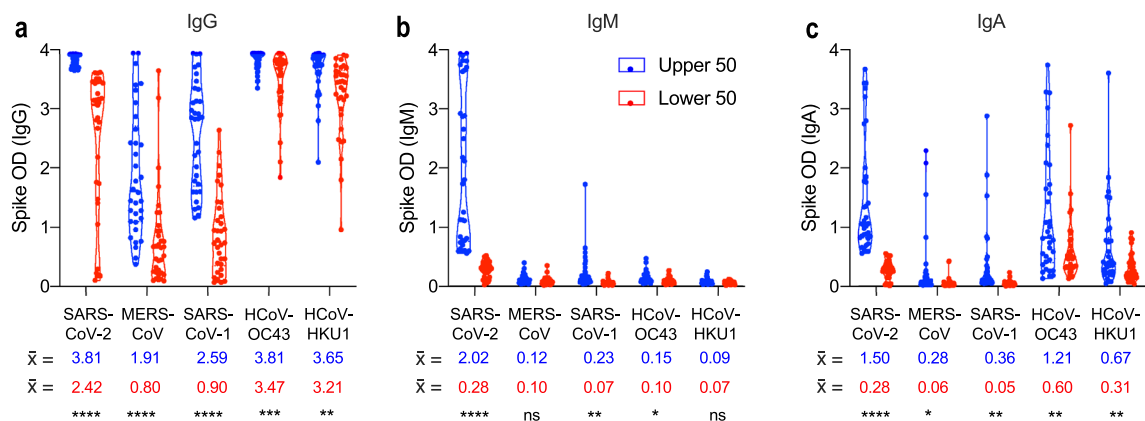 a
IgG
Spike OD (IgG)
4
3
2
1
0
SARS-CoV-2
MERS-CoV
SARS-CoV-1
HCoV-OC43
HCoV-HKU1
x̄ = 3.81 1.91 2.59 3.81 3.65
x̄ = 2.42 0.80 0.90 3.47 3.21
**** **** **** *** **
b
IgM
Upper 50
Lower 50
Spike OD (IgM)
4
3
2
1
0
SARS-CoV-2
MERS-CoV
SARS-CoV-1
HCoV-OC43
HCoV-HKU1
x̄ = 2.02 0.12 0.23 0.15 0.09
x̄ = 0.28 0.10 0.07 0.10 0.07
**** ns ** * ns
c
IgA
Spike OD (IgA)
4
3
2
1
0
SARS-CoV-2
MERS-CoV
SARS-CoV-1
HCoV-OC43
HCoV-HKU1
x̄ = 1.50 0.28 0.36 1.21 0.67
x̄ = 0.28 0.06 0.05 0.60 0.31
**** * ** ** **